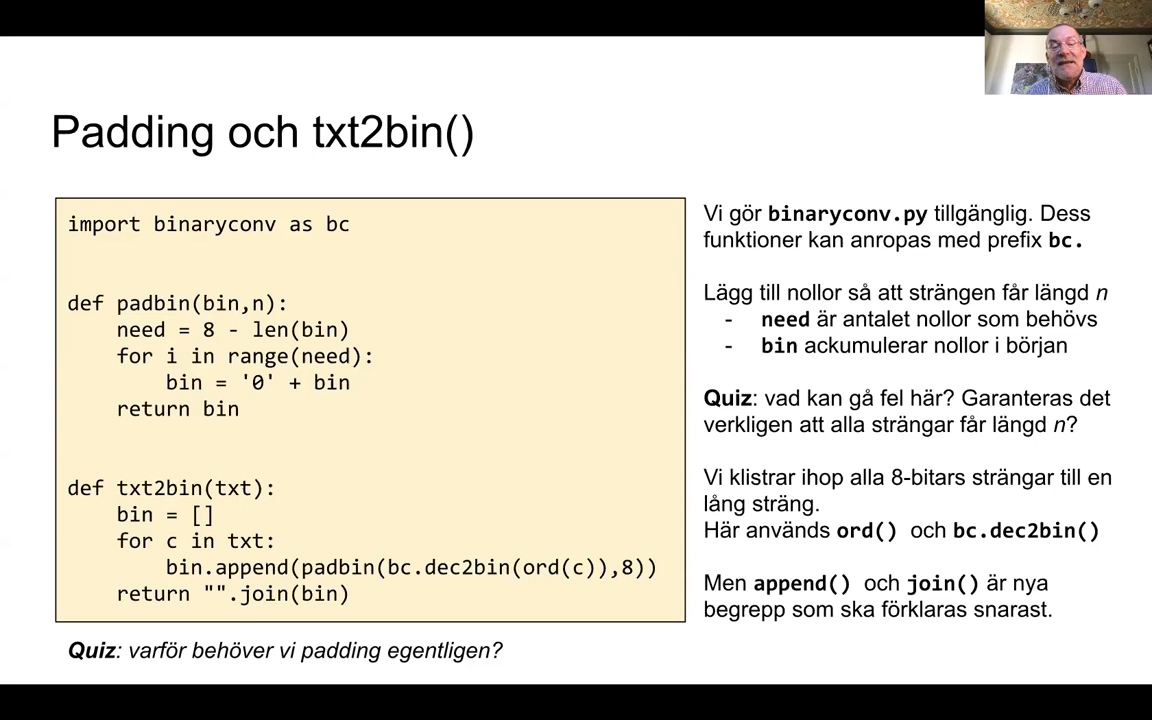 Padding och txt2bin()
import binaryconv as bc
def padbin(bin,n):
    need = 8 - len(bin)
    for i in range(need):
        bin = '0' + bin
    return bin
def txt2bin(txt):
    bin = []
    for c in txt:
        bin.append(padbin(bc.dec2bin(ord(c)),8))
    return "".join(bin)
Quiz: varför behöver vi padding egentligen?
Vi gör binaryconv.py tillgänglig. Dess
funktioner kan anropas med prefix bc.
Lägg till nollor så att strängen får längd n
- need är antalet nollor som behövs
- bin ackumulerar nollor i början
Quiz: vad kan gå fel här? Garanteras det
verkligen att alla strängar får längd n?
Vi klistrar ihop alla 8-bitars strängar till en
lång sträng.
Här används ord() och bc.dec2bin()
Men append() och join() är nya
begrepp som ska förklaras snarast.